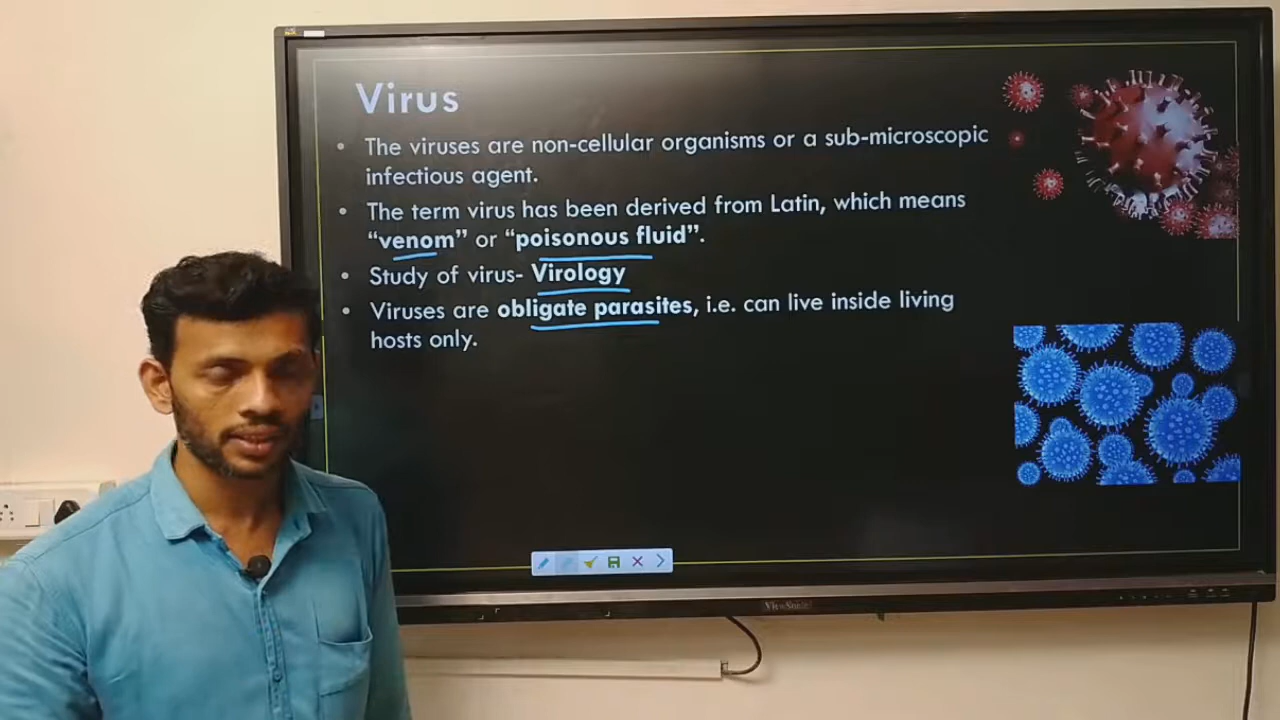 Virus
• The viruses are non-cellular organisms or a sub-microscopic
infectious agent.
• The term virus has been derived from Latin, which means
“venom” or “poisonous fluid”.
• Study of virus- Virology
• Viruses are obligate parasites, i.e. can live inside living
hosts only.
ViewSonic